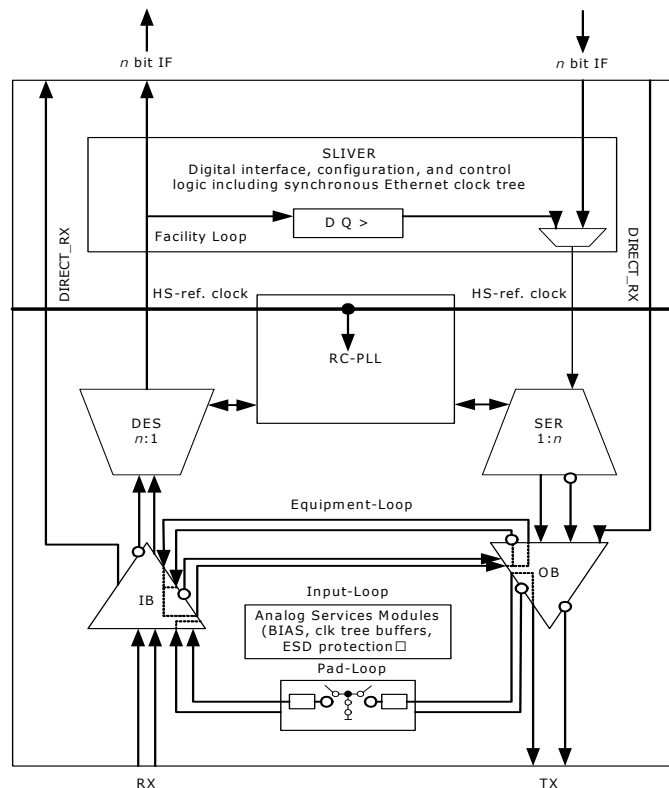 n bit IF
n bit IF
SLIVER
Digital interface, configuration, and control
logic including synchronous Ethernet clock tree
D Q >
Facility Loop
DIRECT_RX
DIRECT_RX
HS-ref. clock
HS-ref. clock
RC-PLL
DES
n:1
SER
1:n
Equipment-Loop
IB
OB
Input-Loop
Analog Services Modules
(BIAS, clk tree buffers,
ESD protection□
Pad-Loop
RX
TX